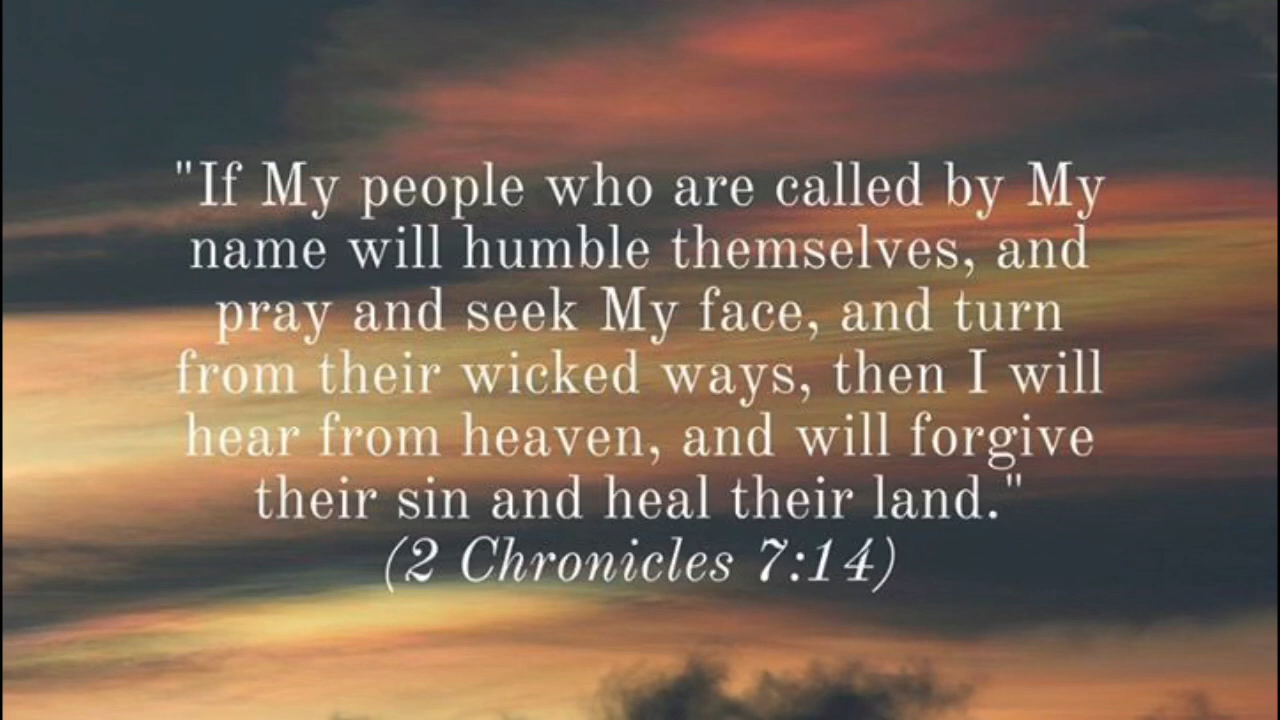 "If My people who are called by My
name will humble themselves, and
pray and seek My face, and turn
from their wicked ways, then I will
hear from heaven, and will forgive
their sin and heal their land."
(2 Chronicles 7:14)